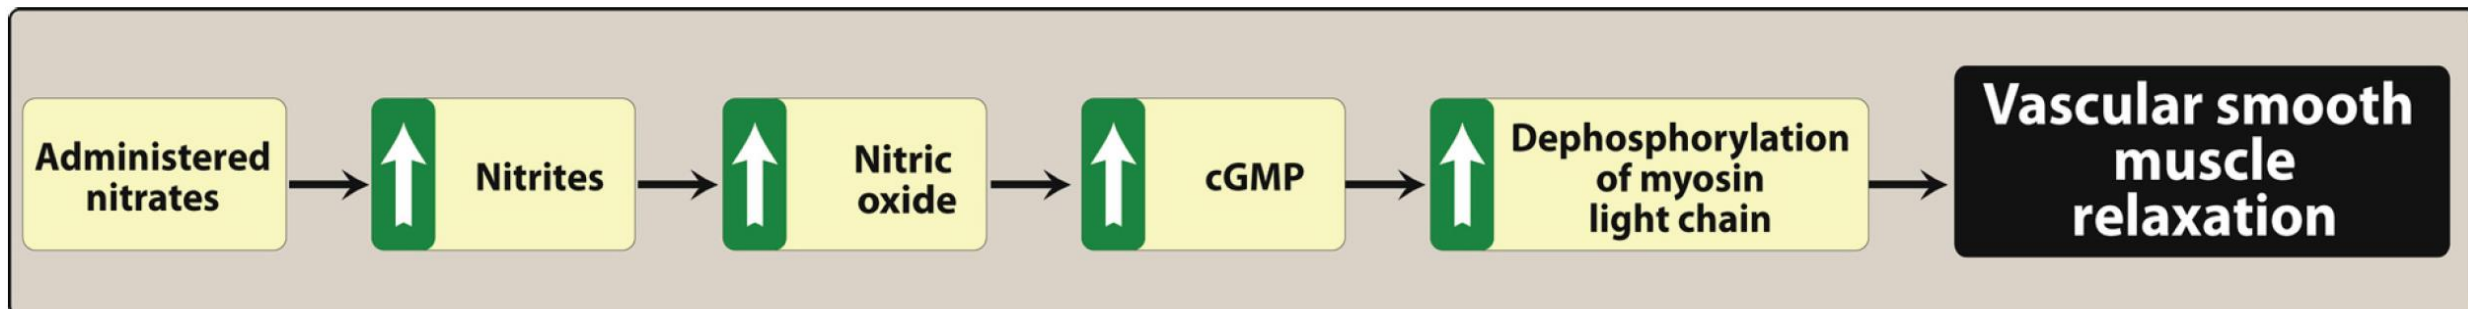 Administered
nitrates
Nitrites
Nitric
oxide
cGMP
Dephosphorylation
of myosin
light chain
Vascular smooth
muscle
relaxation